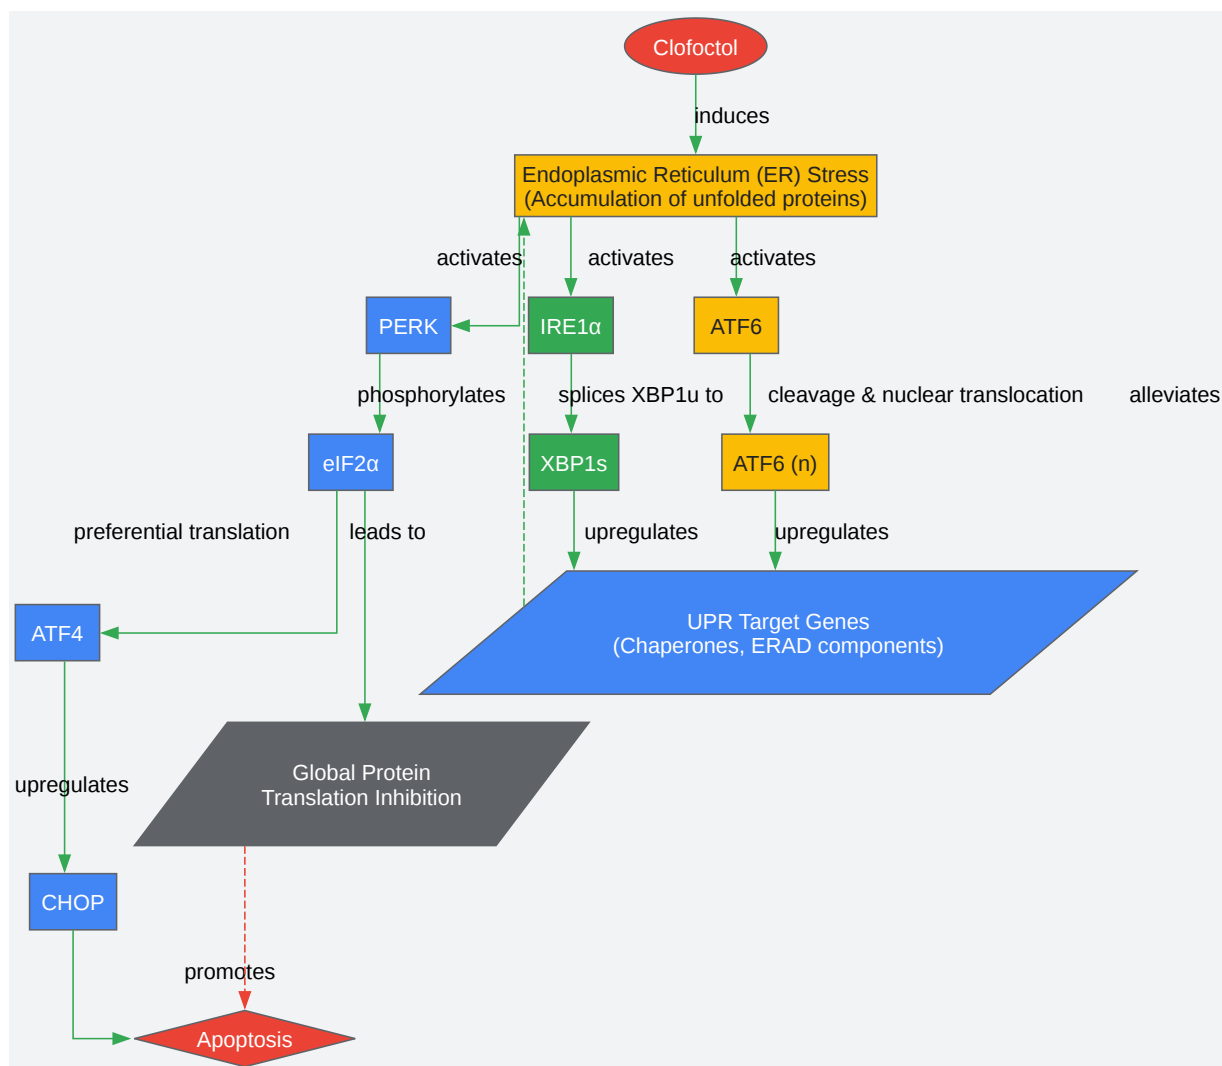 Clofoctol
induces
Endoplasmic Reticulum (ER) Stress
(Accumulation of unfolded proteins)
activates
activates
activates
PERK
IRE1α
ATF6
phosphorylates
splices XBP1u to
cleavage & nuclear translocation
alleviates
eIF2α
XBP1s
ATF6 (n)
preferential translation
leads to
upregulates
upregulates
ATF4
UPR Target Genes
(Chaperones, ERAD components)
upregulates
Global Protein
Translation Inhibition
CHOP
promotes
Apoptosis